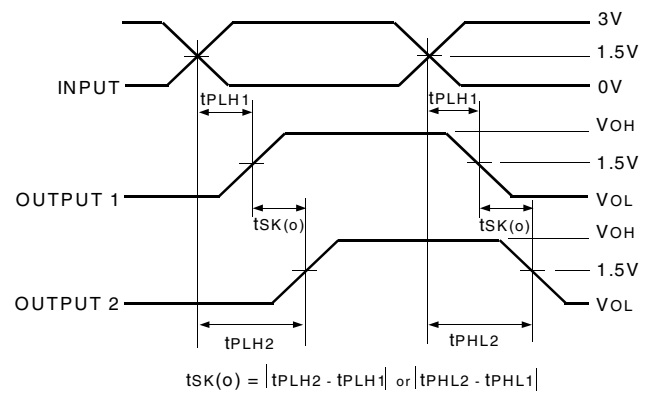 3V
1.5V
INPUT
0V
tPLH1
tPLH1
VOH
1.5V
OUTPUT 1
VOL
tSK(o)
tSK(o)
VOH
1.5V
OUTPUT 2
VOL
tPLH2
tPHL2
tSK(o) = |tPLH2 - tPLH1| or |tPHL2 - tPHL1|